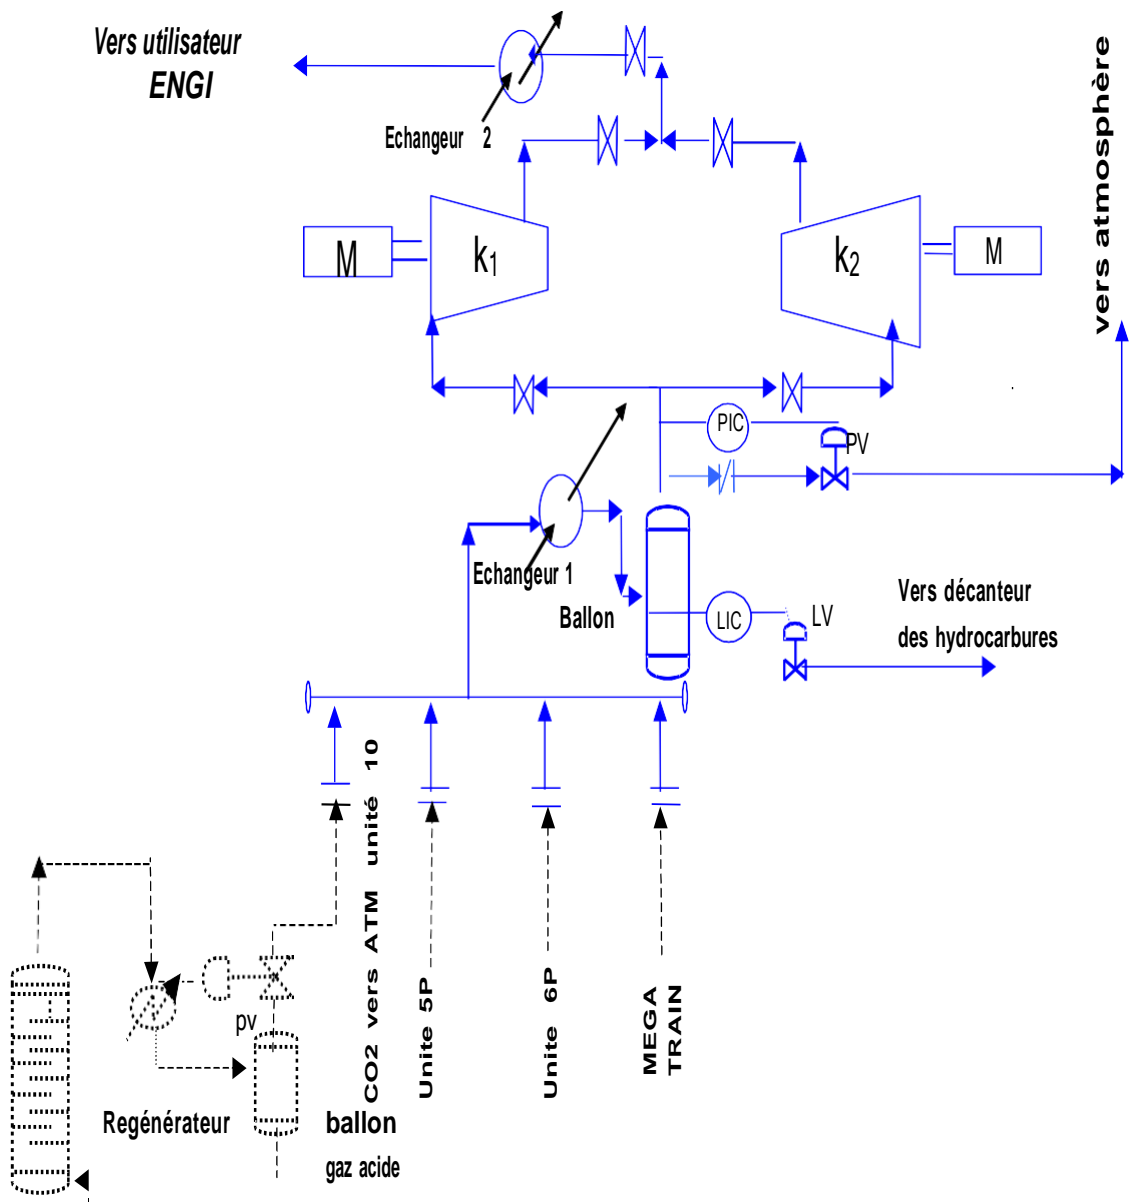 Vers utilisateur
ENGI
Echangeur 2
vers atmosphère
M
k1
k2
M
PIC
PV
Echangeur 1
Ballon
LIC
LV
Vers décanteur
des hydrocarbures
CO2 vers ATM unité 10
Unite 5P
Unite 6P
MEGA
TRAIN
pv
Regénérateur
ballon
gaz acide